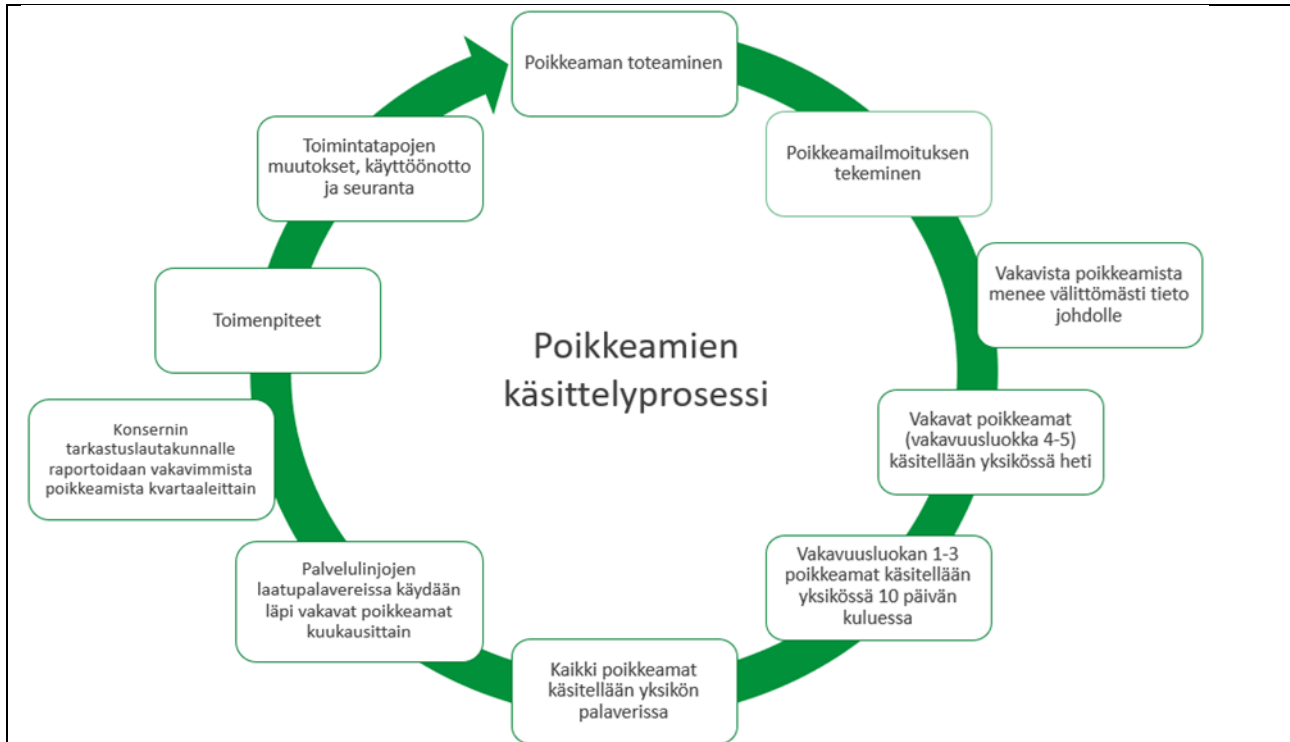 Poikkeaman toteaminen
Poikkeamailmoituksen
tekeminen
Vakavista poikkeamista
menee välittömästi tieto
johdolle
Vakavat poikkeamat
(vakavuusluokka 4-5)
käsitellään yksikössä heti
Vakavuusluokan 1-3
poikkeamat käsitellään
yksikössä 10 päivän
kuluessa
Kaikki poikkeamat
käsitellään yksikön
palaverissa
Palvelulinjojen
laatupalavereissa käydään
läpi vakavat poikkeamat
kuukausittain
Konsernin
tarkastuslautakunnalle
raportoidaan vakavimmista
poikkeamista kvartaaleittain
Toimenpiteet
Toimintatapojen
muutokset, käyttöönotto
ja seuranta
Poikkeamien
käsittelyprosessi